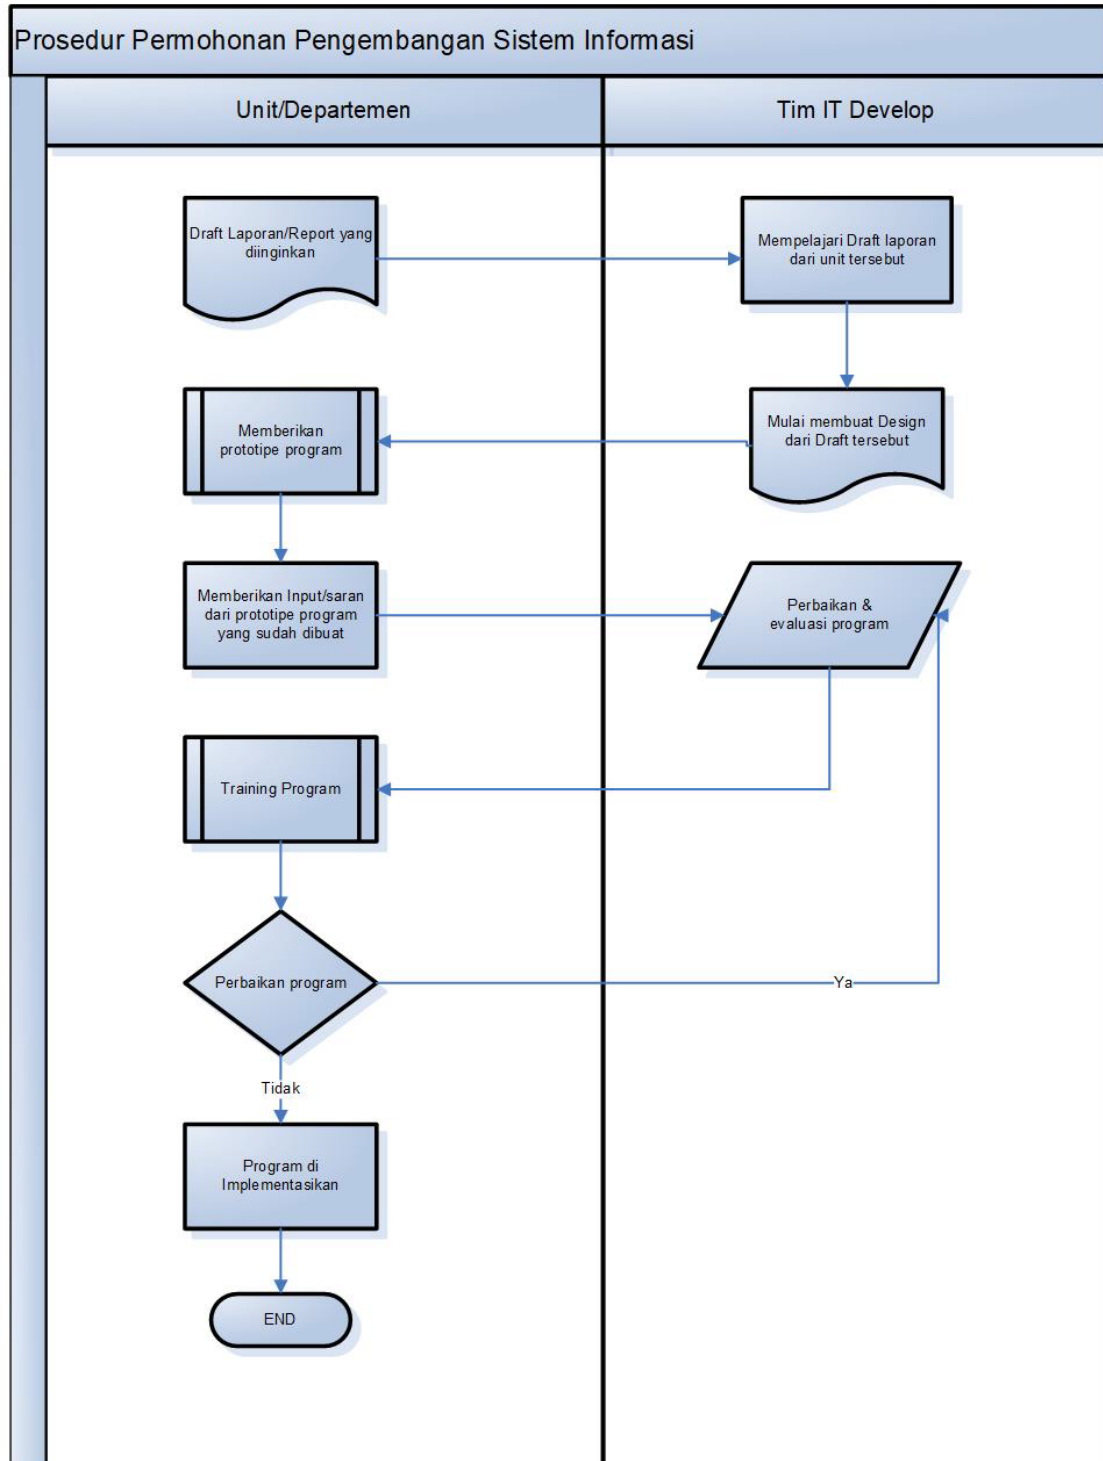 Prosedur Permohonan Pengembangan Sistem Informasi
Unit/Departemen
Tim IT Develop
Draft Laporan/Report yang
diinginkan
Mempelajari Draft laporan
dari unit tersebut
Memberikan
prototipe program
Mulai membuat Design
dari Draft tersebut
Memberikan Input/saran
dari prototipe program
yang sudah dibuat
Perbaikan &
evaluasi program
Training Program
Perbaikan program
Ya
Tidak
Program di
Implementasikan
END